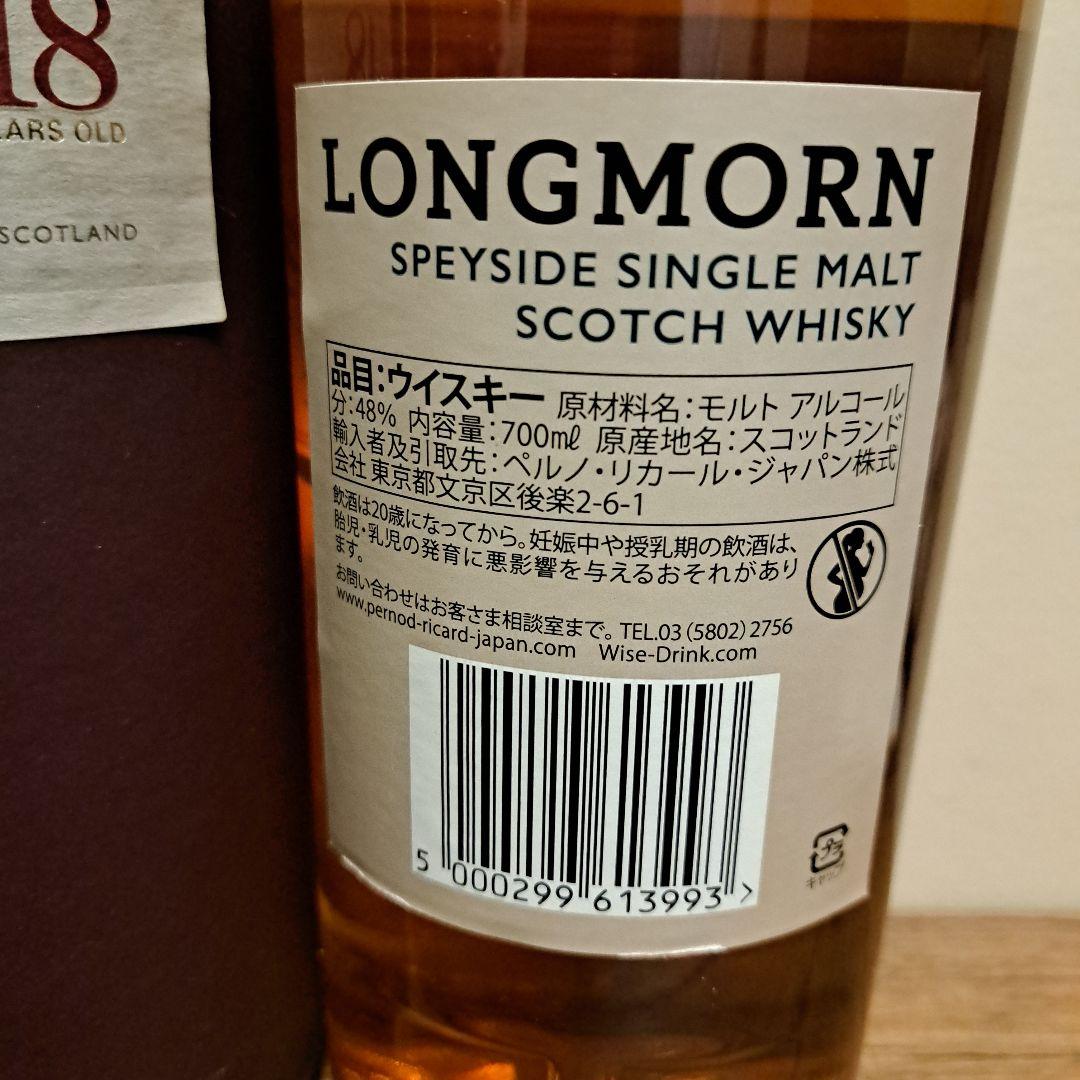 18
YEARS OLD
SCOTLAND
LONGMORN
SPEYSIDE SINGLE MALT
SCOTCH WHISKY
品目:ウイスキー 原材料名:モルト アルコール
分:48% 内容量:700mℓ 原産地名:スコットランド
輸入者及引取先:ペルノ・リカール・ジャパン株式
会社 東京都文京区後楽2-6-1
飲酒は20歳になってから。妊娠中や授乳期の飲酒は、
胎児・乳児の発育に悪影響を与えるおそれがあり
ます。
お問い合わせはお客さま相談室まで。TEL.03(5802)2756
www.pernod-ricard-japan.com Wise-Drink.com
5 000299 613993 >
プラ
キャップ